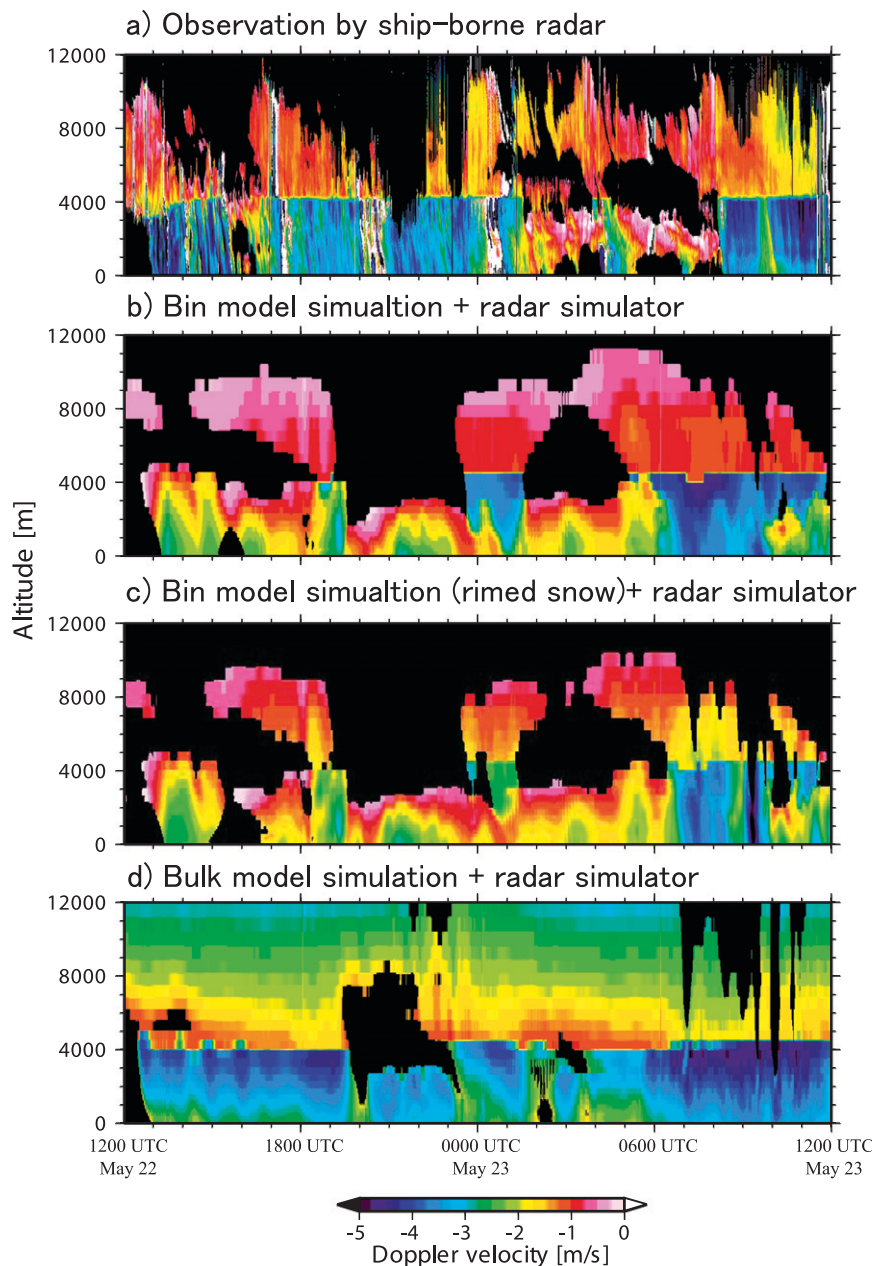 a) Observation by ship-borne radar
12000
8000
4000
0
b) Bin model simualtion + radar simulator
12000
8000
4000
0
Altitude [m]
c) Bin model simualtion (rimed snow)+ radar simulator
12000
8000
4000
0
d) Bulk model simulation + radar simulator
12000
8000
4000
0
1200 UTC 1800 UTC 0000 UTC 0600 UTC 1200 UTC
May 22 May 23 May 23
-5 -4 -3 -2 -1 0
Doppler velocity [m/s]